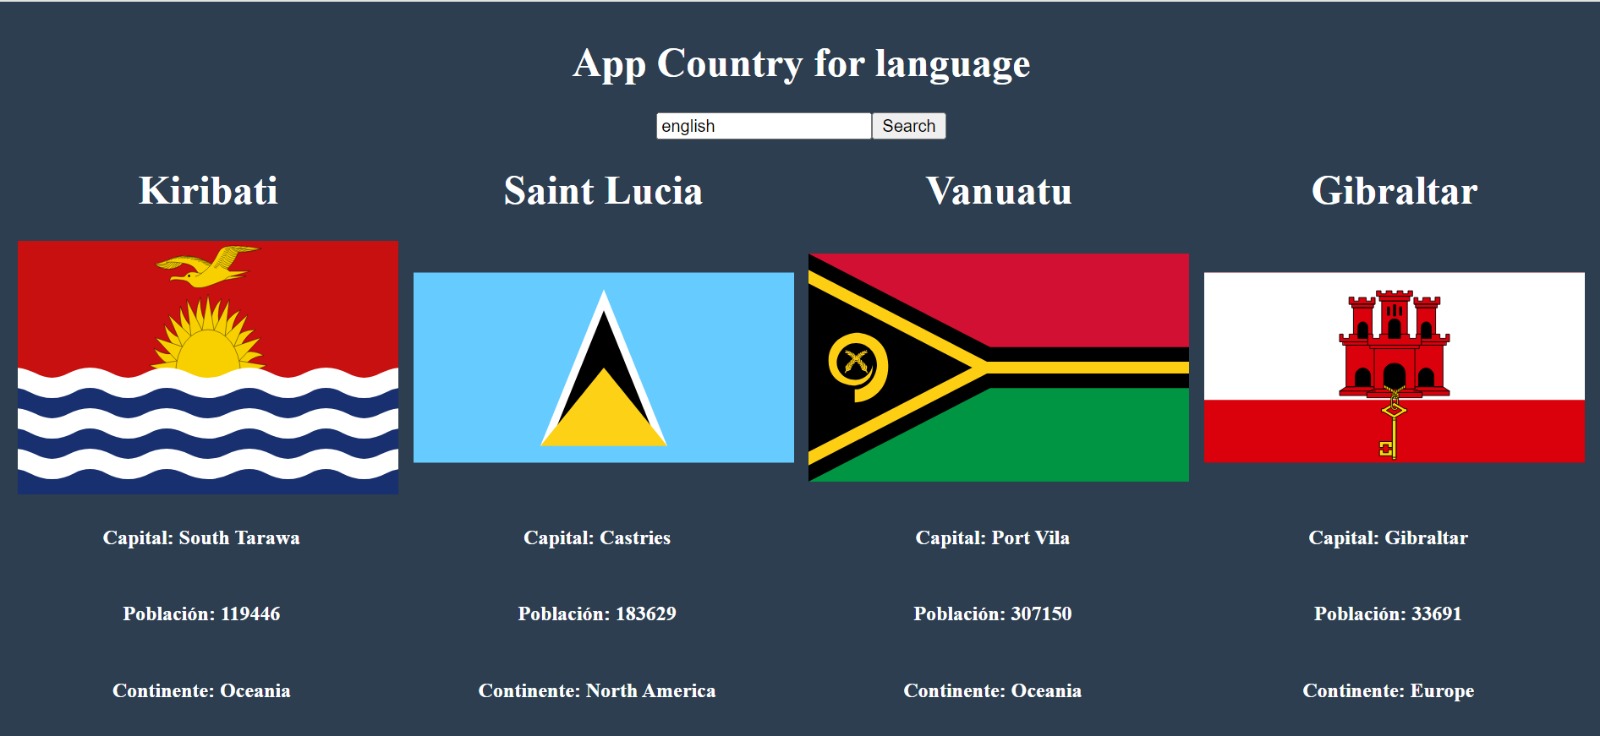 App Country for language
english Search
Kiribati Saint Lucia Vanuatu Gibraltar
Capital: South Tarawa Capital: Castries Capital: Port Vila Capital: Gibraltar
Población: 119446 Población: 183629 Población: 307150 Población: 33691
Continente: Oceania Continente: North America Continente: Oceania Continente: Europe